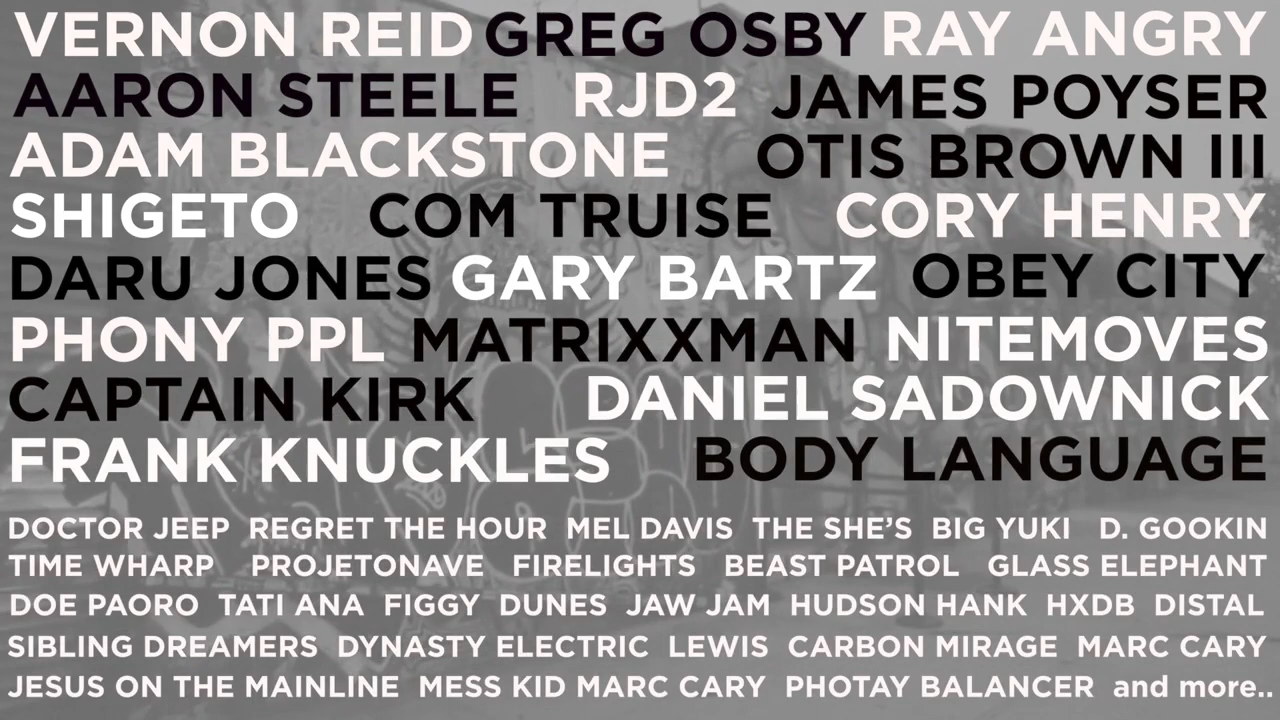 VERNON REID GREG OSBY RAY ANGRY
AARON STEELE RJD2 JAMES POYSER
ADAM BLACKSTONE OTIS BROWN III
SHIGETO COM TRUISE CORY HENRY
DARU JONES GARY BARTZ OBEY CITY
PHONY PPL MATRIXXMAN NITEMOVES
CAPTAIN KIRK DANIEL SADOWNICK
FRANK KNUCKLES BODY LANGUAGE
DOCTOR JEEP REGRET THE HOUR MEL DAVIS THE SHE'S BIG YUKI D. GOOKIN
TIME WHARP PROJETONAVE FIRELIGHTS BEAST PATROL GLASS ELEPHANT
DOE PAORO TATI ANA FIGGY DUNES JAW JAM HUDSON HANK HXDB DISTAL
SIBLING DREAMERS DYNASTY ELECTRIC LEWIS CARBON MIRAGE MARC CARY
JESUS ON THE MAINLINE MESS KID MARC CARY PHOTAY BALANCER and more..